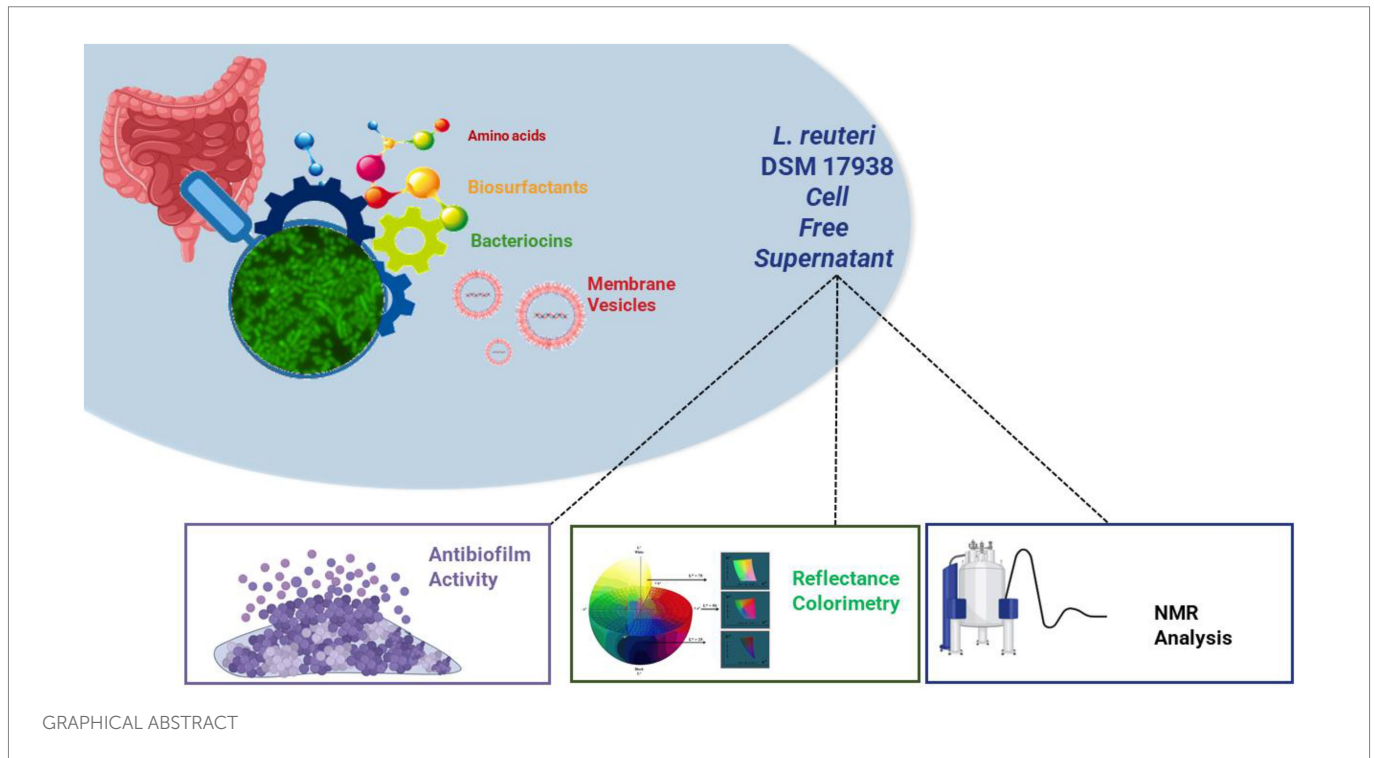 Amino acids
Biosurfactants
Bacteriocins
Membrane
Vesicles
L. reuteri
DSM 17938
Cell
Free
Supernatant
Antibiofilm
Activity
Reflectance
Colorimetry
NMR
Analysis
GRAPHICAL ABSTRACT